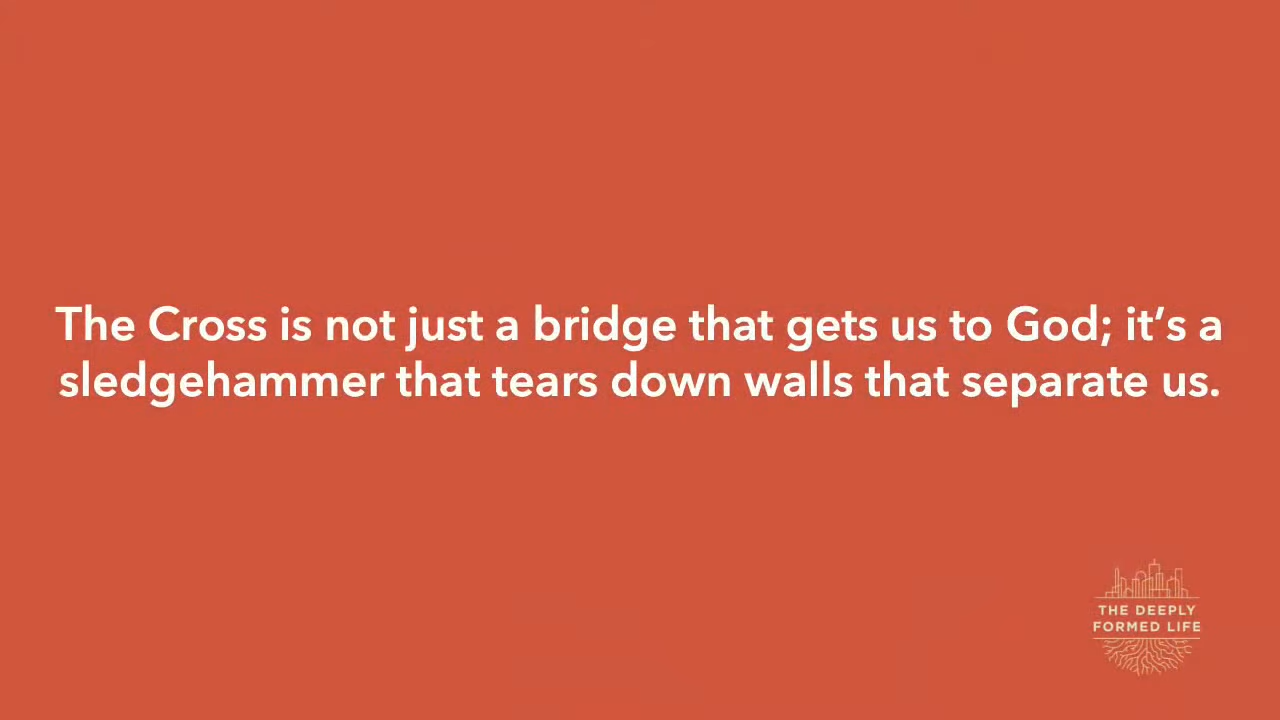 The Cross is not just a bridge that gets us to God; it’s a
sledgehammer that tears down walls that separate us.
THE DEEPLY
FORMED LIFE